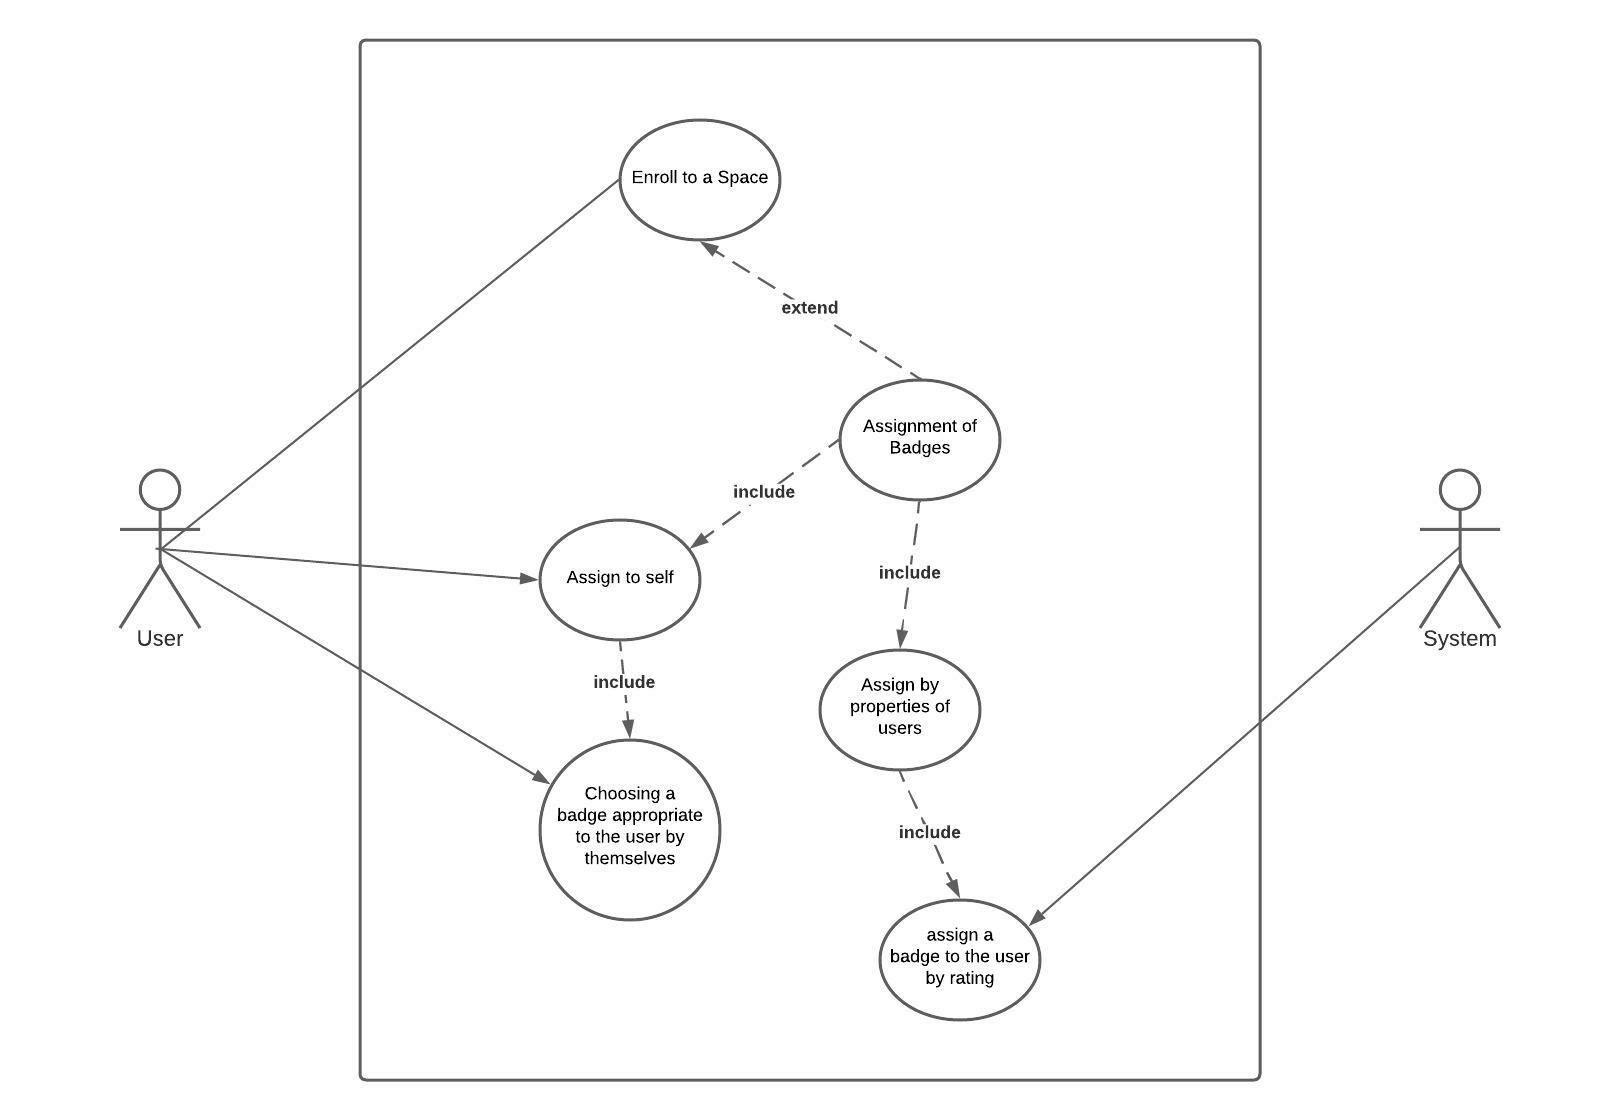 Enroll to a Space
extend
Assignment of
Badges
include
Assign to self
include
User
System
include
Assign by
properties of
users
Choosing a
badge appropriate
to the user by
themselves
include
assign a
badge to the user
by rating